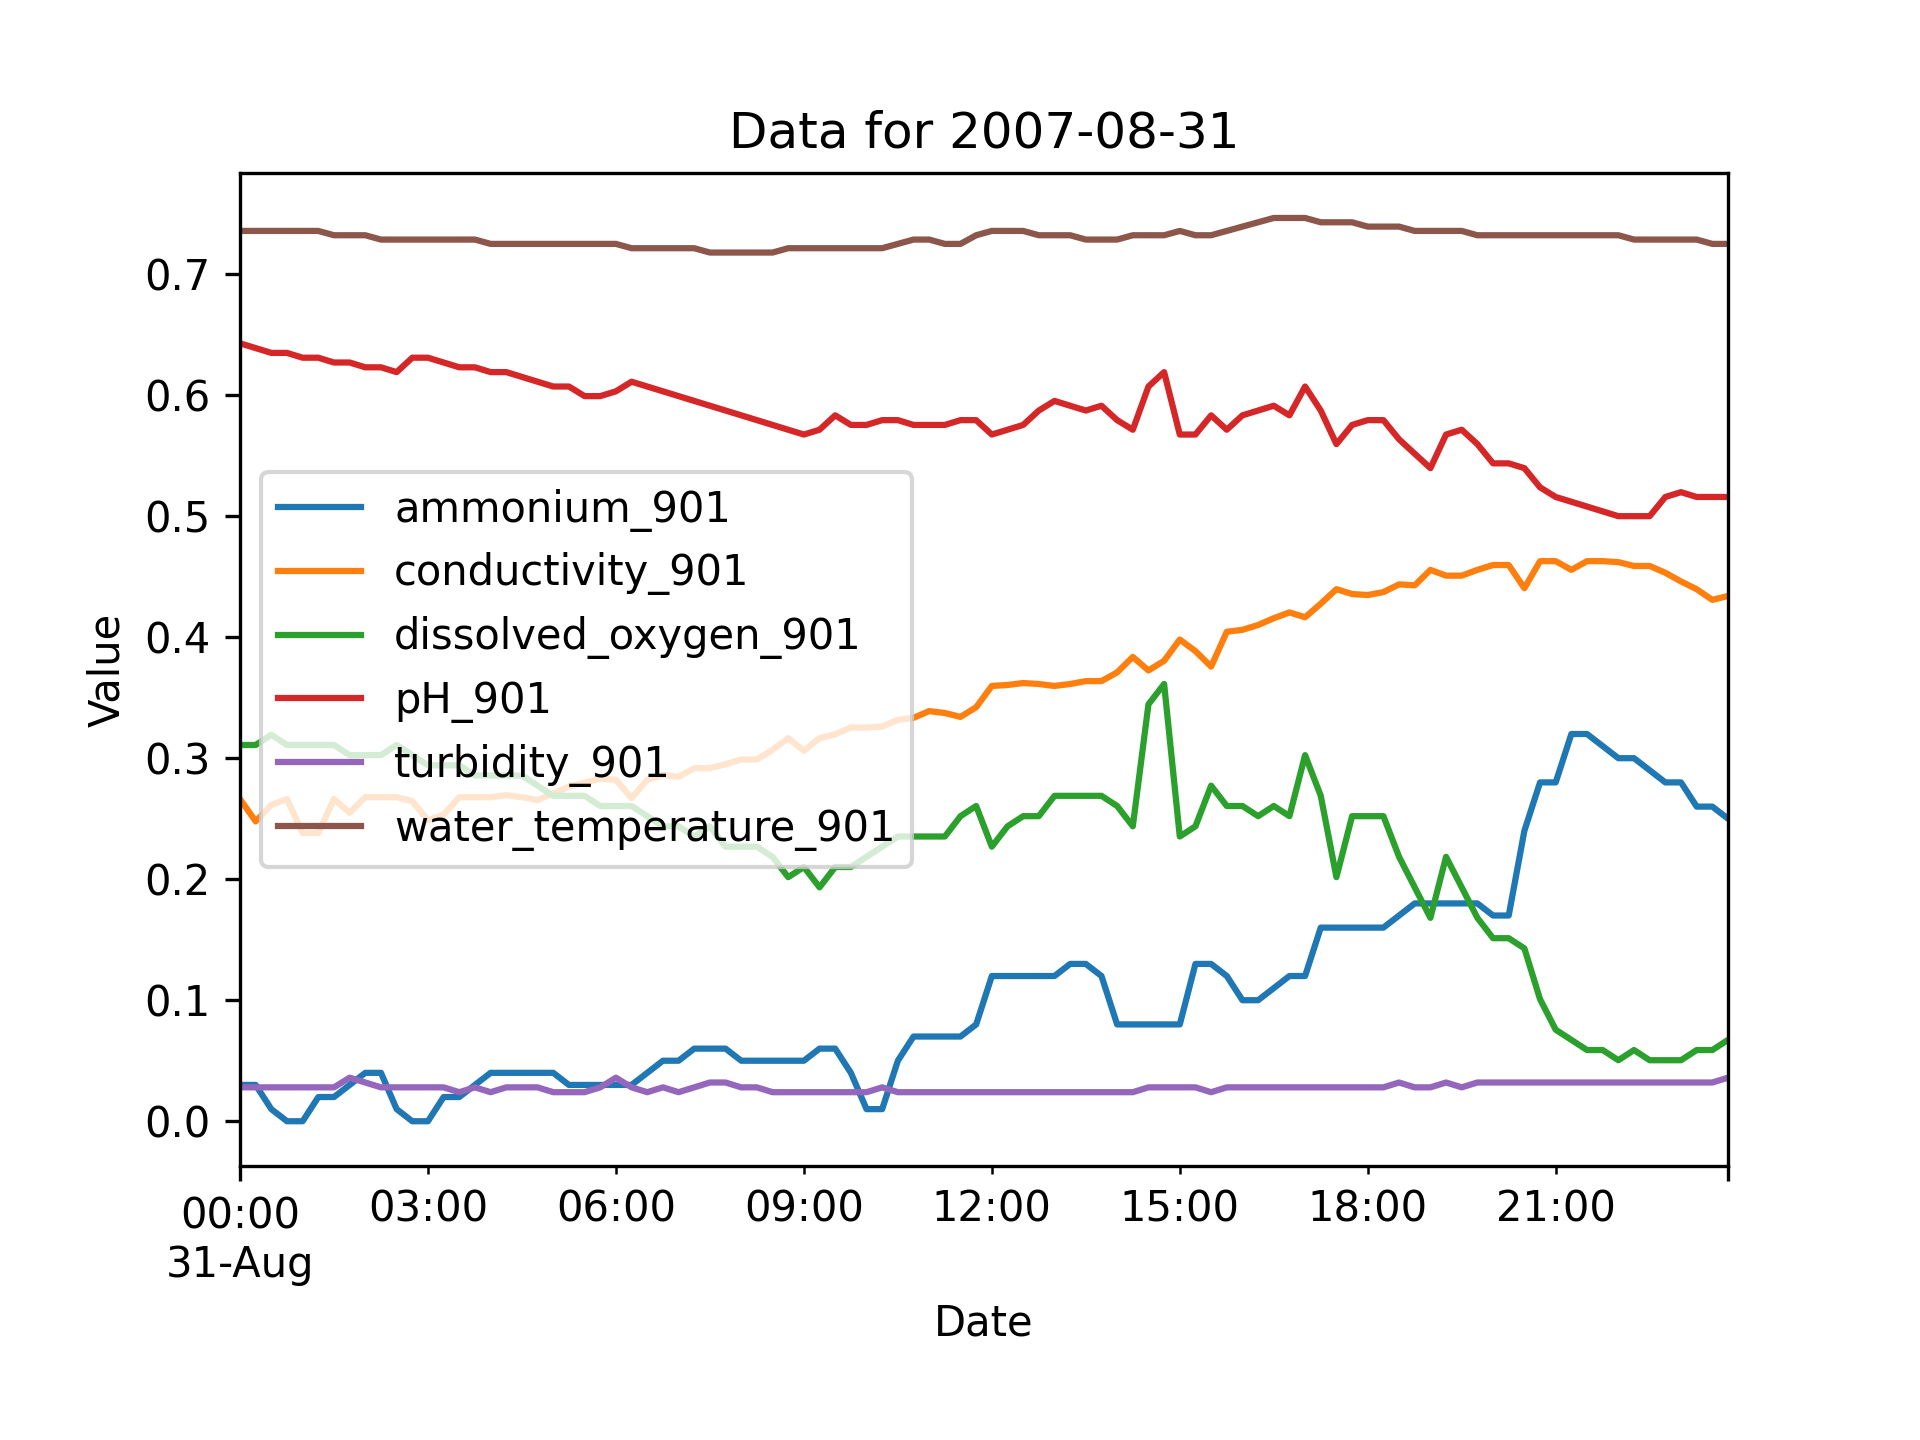 Data for 2007-08-31
Value
0.7
0.6
0.5
0.4
0.3
0.2
0.1
0.0
ammonium_901
conductivity_901
dissolved_oxygen_901
pH_901
turbidity_901
water_temperature_901
00:00 03:00 06:00 09:00 12:00 15:00 18:00 21:00
31-Aug
Date